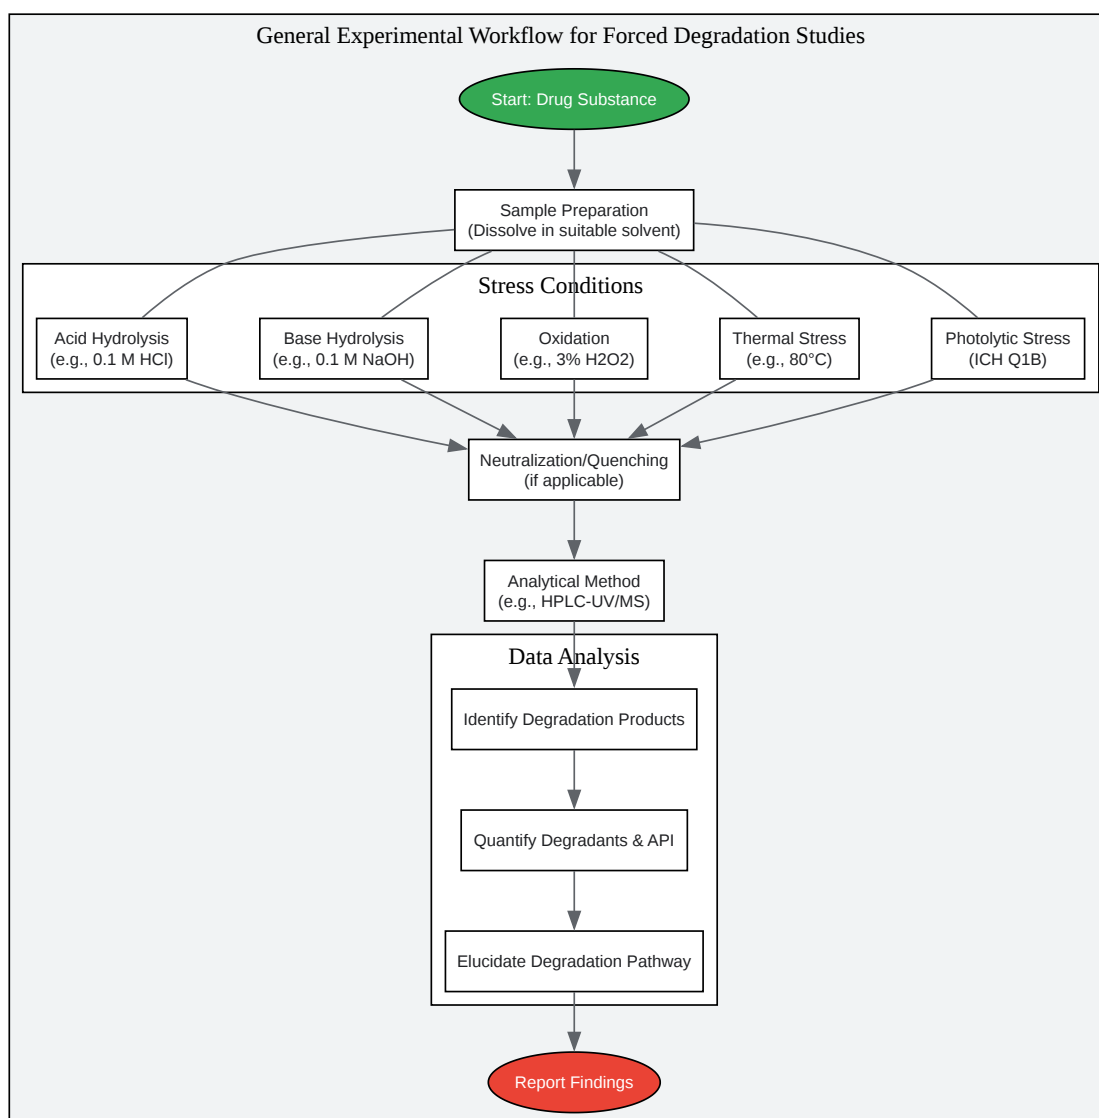 General Experimental Workflow for Forced Degradation Studies
Start: Drug Substance
Sample Preparation
(Dissolve in suitable solvent)
Stress Conditions
Acid Hydrolysis
(e.g., 0.1 M HCl)
Base Hydrolysis
(e.g., 0.1 M NaOH)
Oxidation
(e.g., 3% H2O2)
Thermal Stress
(e.g., 80°C)
Photolytic Stress
(ICH Q1B)
Neutralization/Quenching
(if applicable)
Analytical Method
(e.g., HPLC-UV/MS)
Data Analysis
Identify Degradation Products
Quantify Degradants & API
Elucidate Degradation Pathway
Report Findings